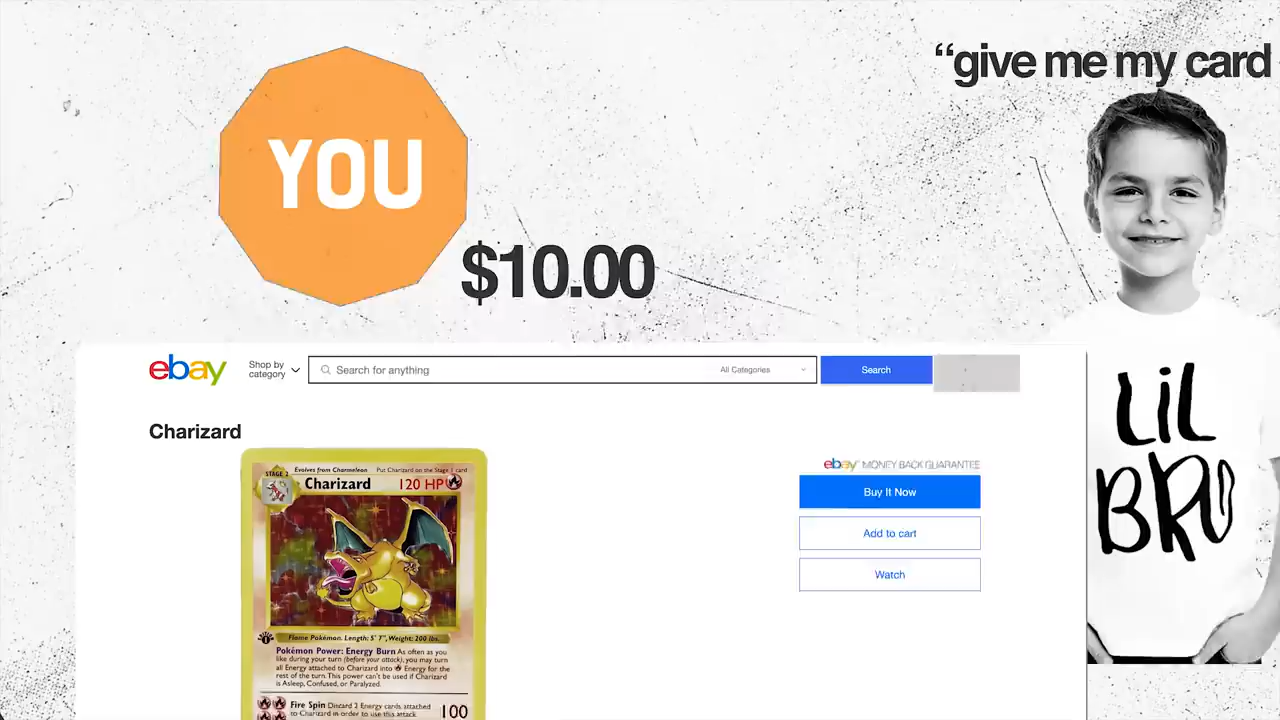 “give me my card
YOU
$10.00
ebay
Shop by
category
Search for anything
All Categories
Search
Charizard
STAGE 2
Evolves from Charmeleon
Put Charizard on the Stage 1 card
Charizard
120 HP
Flame Pokémon. Length: 5' 7", Weight: 200 lbs.
Pokémon Power: Energy Burn As often as you
like during your turn (before your attack), you may turn
all Energy attached to Charizard into Energy for the
rest of the turn. This power can't be used if Charizard
is Asleep, Confused, or Paralyzed.
Fire Spin Discard 2 Energy cards attached
to Charizard in order to use this attack.
100
ebay MONEY BACK GUARANTEE
Buy It Now
Add to cart
Watch
LiL
BRO